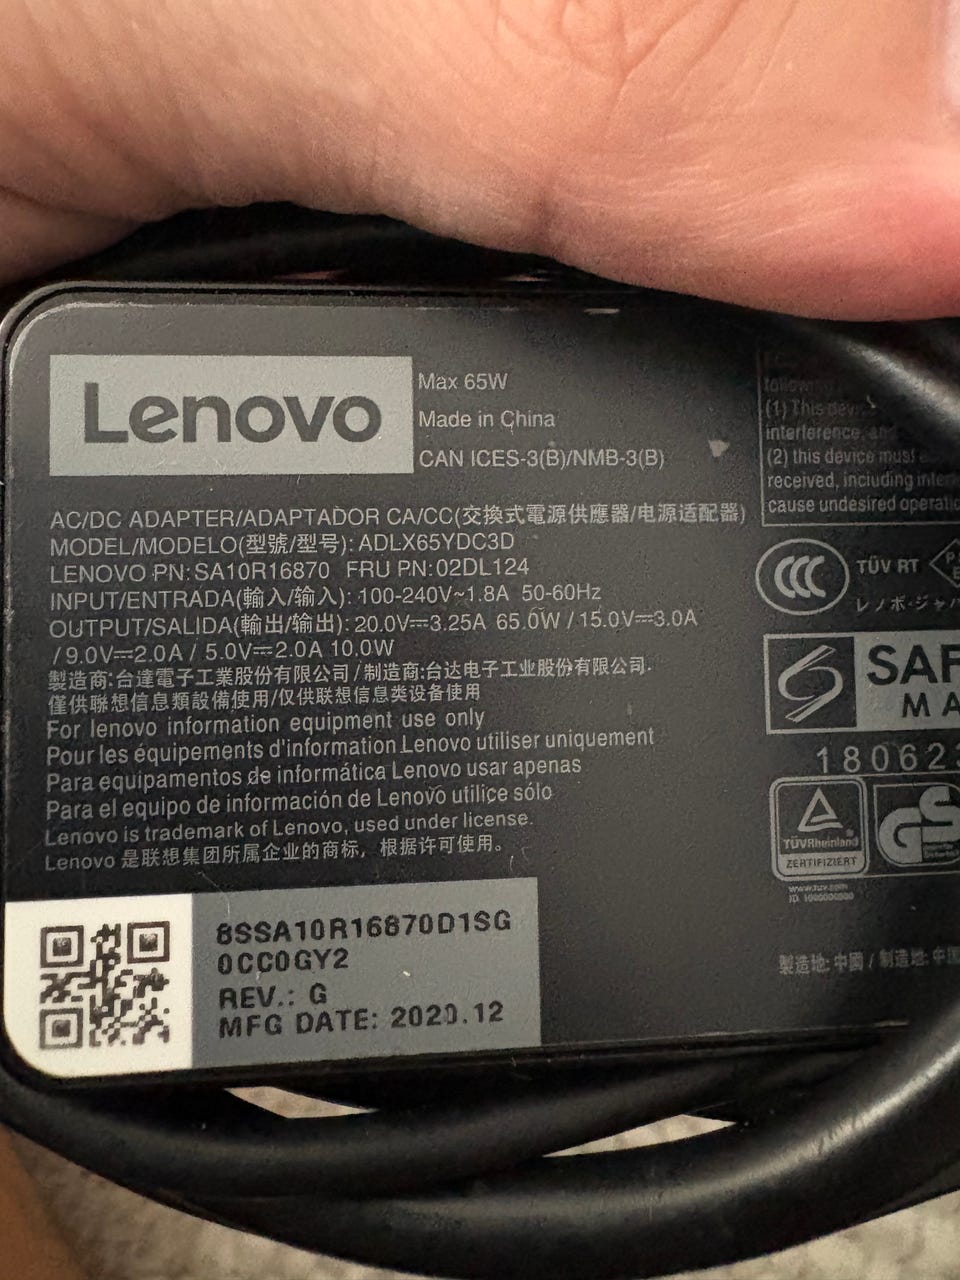 Lenovo
Max 65W
Made in China
CAN ICES-3(B)/NMB-3(B)
AC/DC ADAPTER/ADAPTADOR CA/CC(交換式電源供應器/电源适配器)
MODEL/MODELO(型號/型号): ADLX65YDC3D
LENOVO PN:SA10R16870 FRU PN:02DL124
INPUT/ENTRADA(輸入/输入): 100-240V~1.8A 50-60Hz
OUTPUT/SALIDA(輸出/输出): 20.0V⎓3.25A 65.0W / 15.0V⎓3.0A
/ 9.0V⎓2.0A / 5.0V⎓2.0A 10.0W
製造商:台達電子工業股份有限公司 / 制造商:台达电子工业股份有限公司.
僅供聯想信息類設備使用/仅供联想信息类设备使用
For lenovo information equipment use only
Pour les équipements d'information Lenovo utiliser uniquement
Para equipamentos de informática Lenovo usar apenas
Para el equipo de información de Lenovo utilice sólo
Lenovo is trademark of Lenovo, used under license.
Lenovo 是联想集团所属企业的商标，根据许可使用。
8SSA10R16870D1SG
0CC0GY2
REV.: G
MFG DATE: 2020.12
following
(1) This
interference,
(2) this device must
received, including
cause undesired
CCC
TÜV RT
レノボ・ジャパ
SAF
MA
180623
TÜVRheinland
ZERTIFIZIERT
GS
www.tuv.com
製造地: 中國 / 制造地: 中国